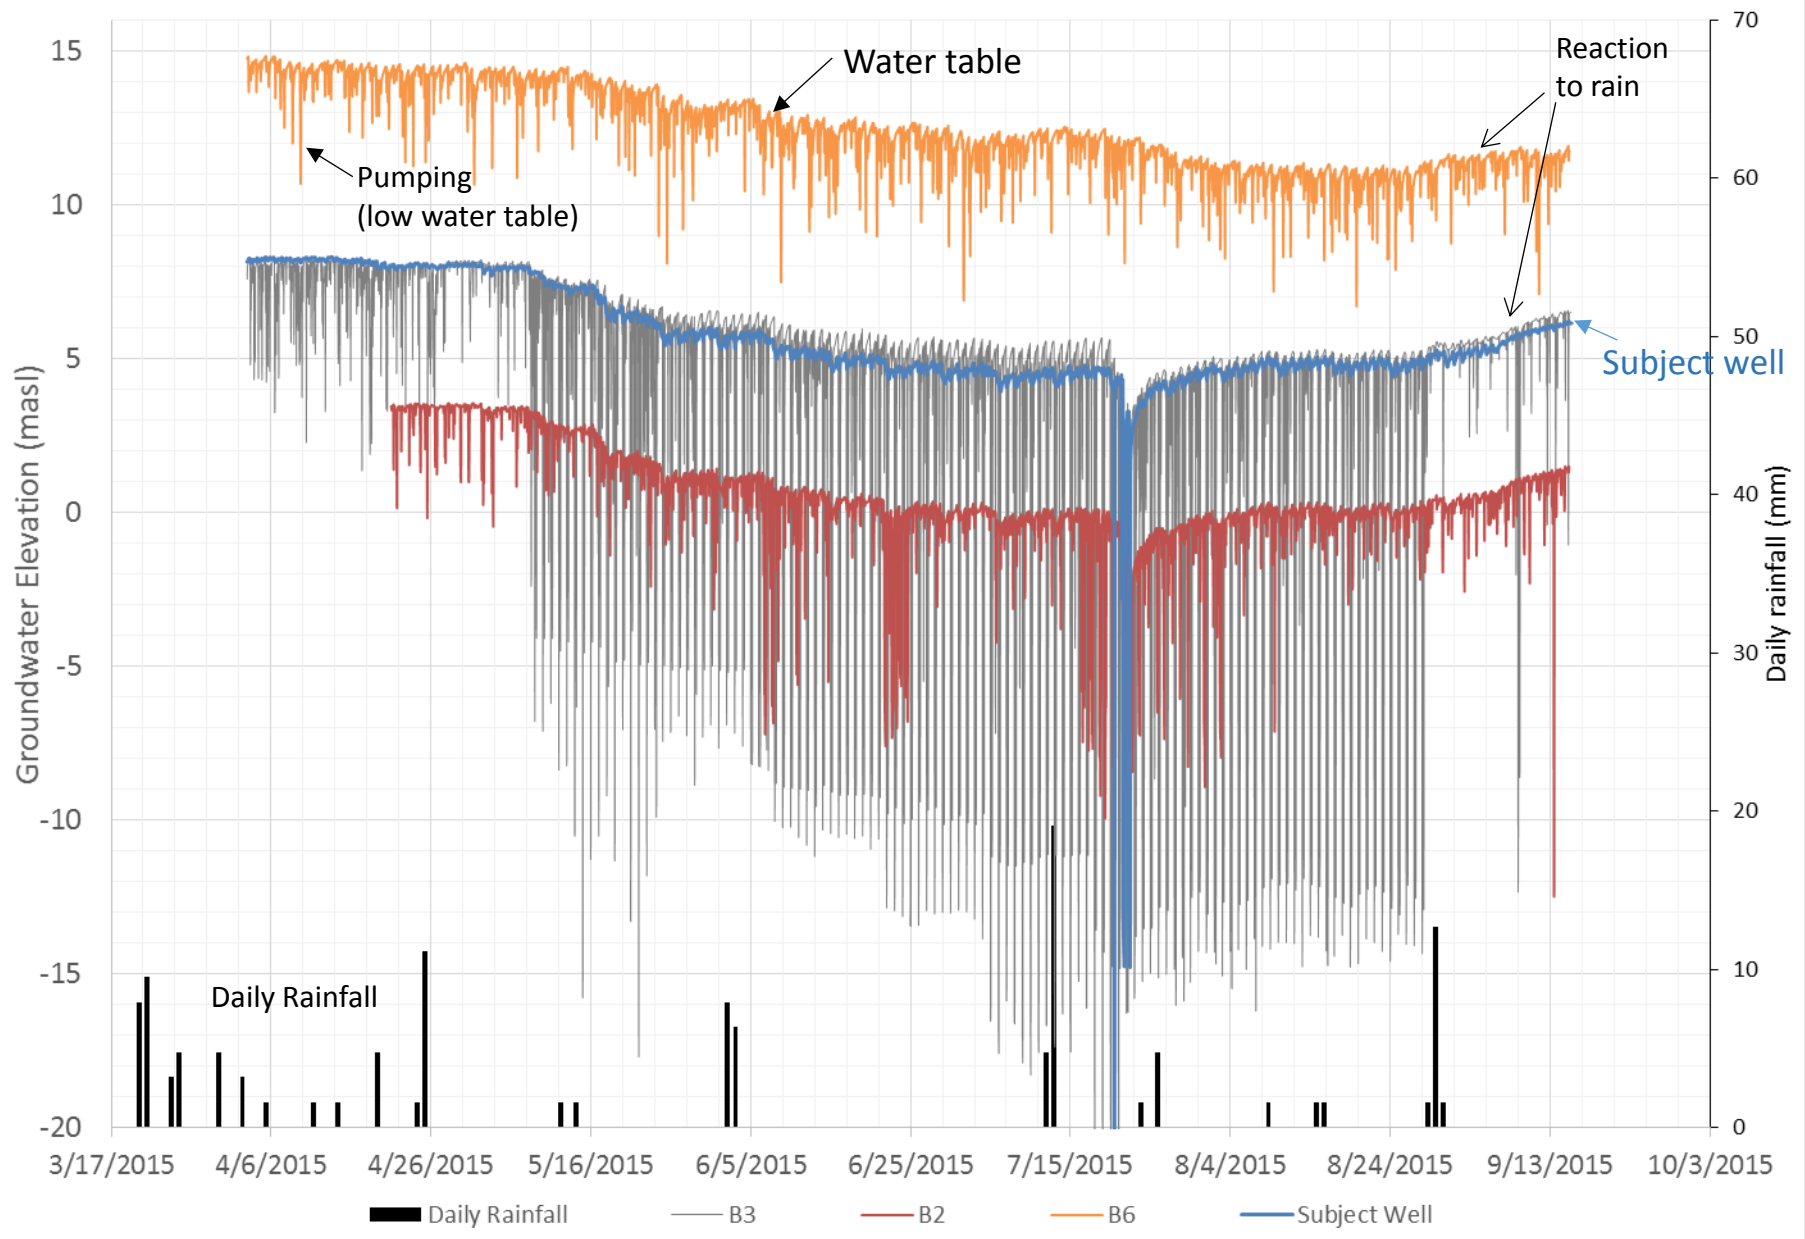 15
10
5
0
-5
-10
-15
-20
Groundwater Elevation (masl)
70
60
50
40
30
20
10
0
Daily rainfall (mm)
Water table
Reaction
to rain
Pumping
(low water table)
Subject well
Daily Rainfall
3/17/2015 4/6/2015 4/26/2015 5/16/2015 6/5/2015 6/25/2015 7/15/2015 8/4/2015 8/24/2015 9/13/2015 10/3/2015
Daily Rainfall B3 B2 B6 Subject Well